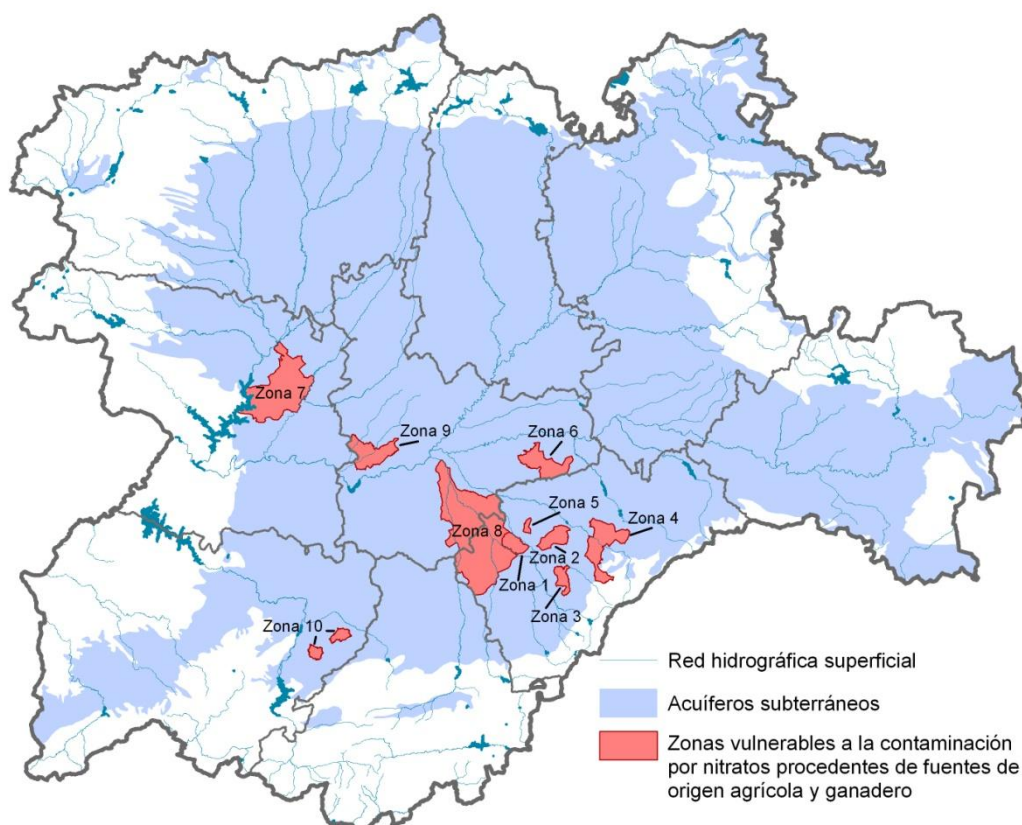 Zona 7
Zona 9
Zona 6
Zona 5
Zona 4
Zona 8
Zona 2
Zona 1
Zona 3
Zona 10
Red hidrográfica superficial
Acuíferos subterráneos
Zonas vulnerables a la contaminación
por nitratos procedentes de fuentes de
origen agrícola y ganadero